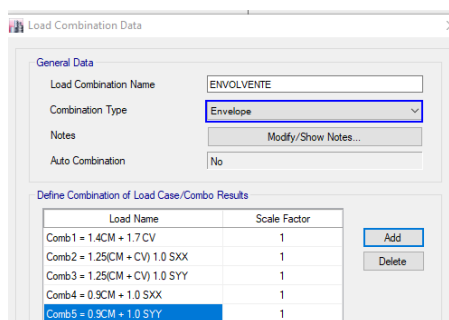 Load Combination Data
General Data
Load Combination Name ENVOLVENTE
Combination Type Envelope
Notes Modify/Show Notes...
Auto Combination No
Define Combination of Load Case/Combo Results
Load Name Scale Factor
Comb1 = 1.4CM + 1.7 CV 1 Add
Comb2 = 1.25(CM + CV) 1.0 SXX 1 Delete
Comb3 = 1.25(CM + CV) 1.0 SYY 1
Comb4 = 0.9CM + 1.0 SXX 1
Comb5 = 0.9CM + 1.0 SYY 1